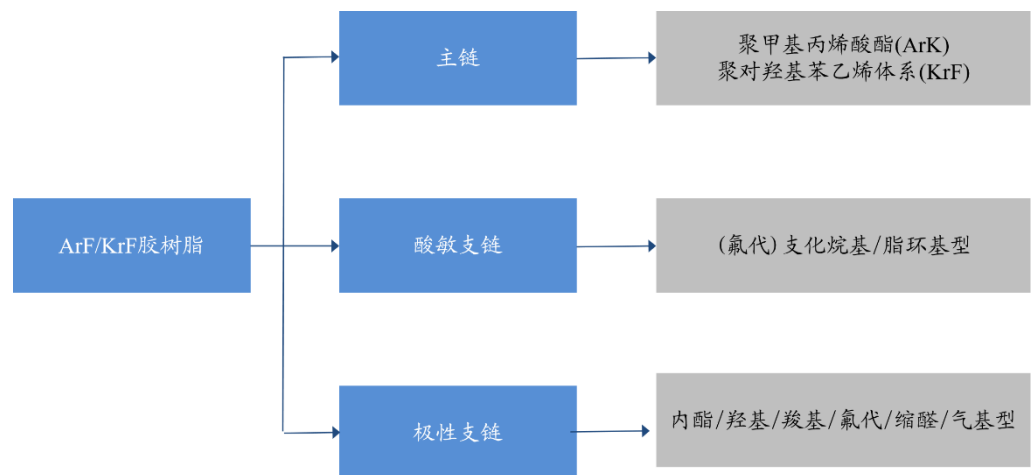 主链
聚甲基丙烯酸酯(ArK)
聚对羟基苯乙烯体系(KrF)
ArF/KrF胶树脂
酸敏支链
(氟代) 支化烷基/脂环基型
极性支链
内酯/羟基/羧基/氟代/缩醛/气基型